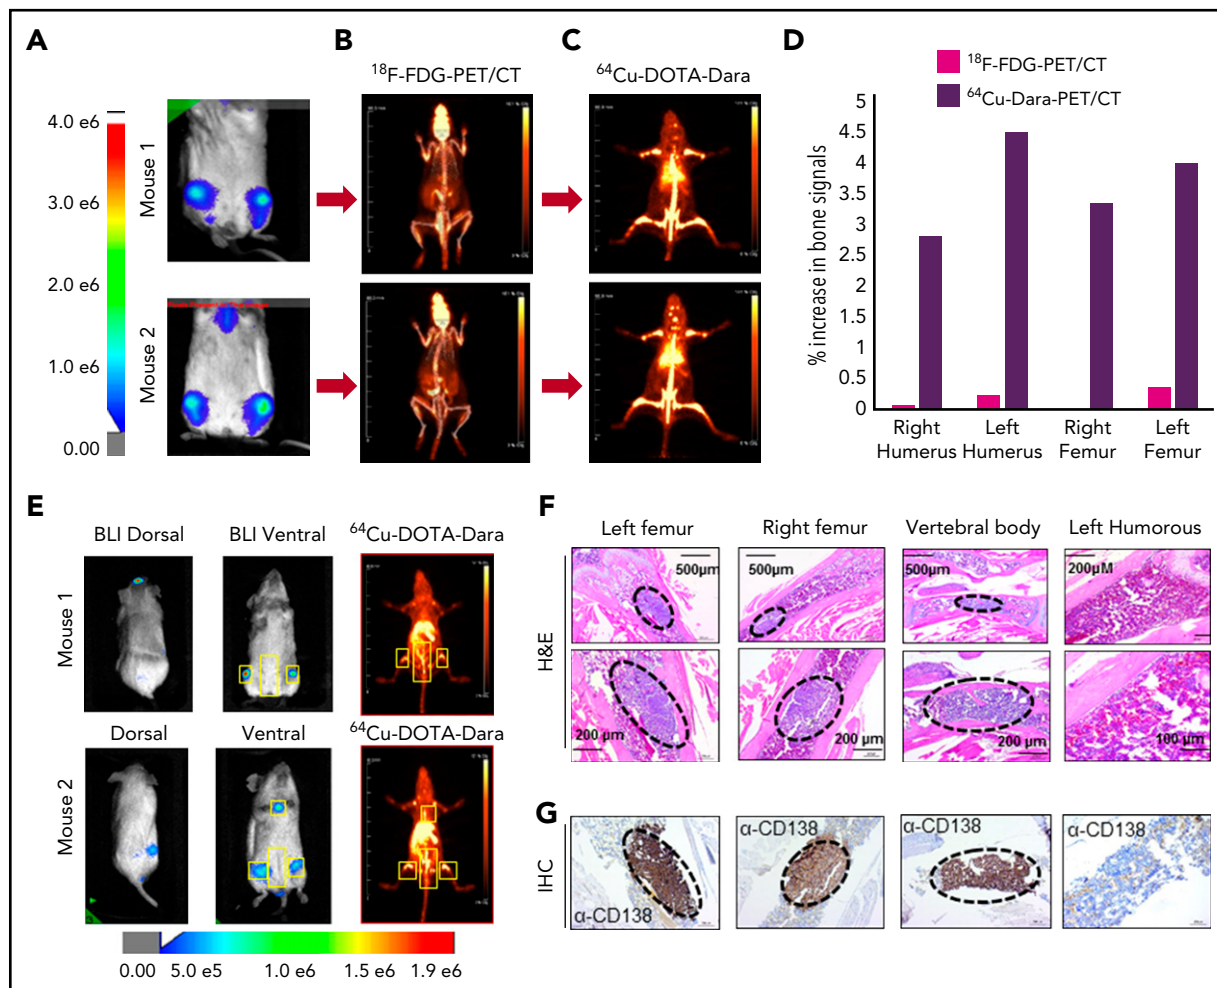 A
B
C
D
18F-FDG-PET/CT
64Cu-DOTA-Dara
18F-FDG-PET/CT
64Cu-Dara-PET/CT
4.0 e6
3.0 e6
2.0 e6
1.0 e6
0.00
Mouse 1
Mouse 2
% increase in bone signals
5
4.5
4
3.5
3
2.5
2
1.5
1
0.5
0
Right Humerus
Left Humerus
Right Femur
Left Femur
E
BLI Dorsal
BLI Ventral
64Cu-DOTA-Dara
Mouse 1
Dorsal
Ventral
64Cu-DOTA-Dara
Mouse 2
0.00
5.0 e5
1.0 e6
1.5 e6
1.9 e6
F
Left femur
Right femur
Vertebral body
Left Humorous
H&E
500µm
500µm
500µm
200µM
200 µm
200 µm
200 µm
100 µm
G
IHC
α-CD138
α-CD138
α-CD138
α-CD138